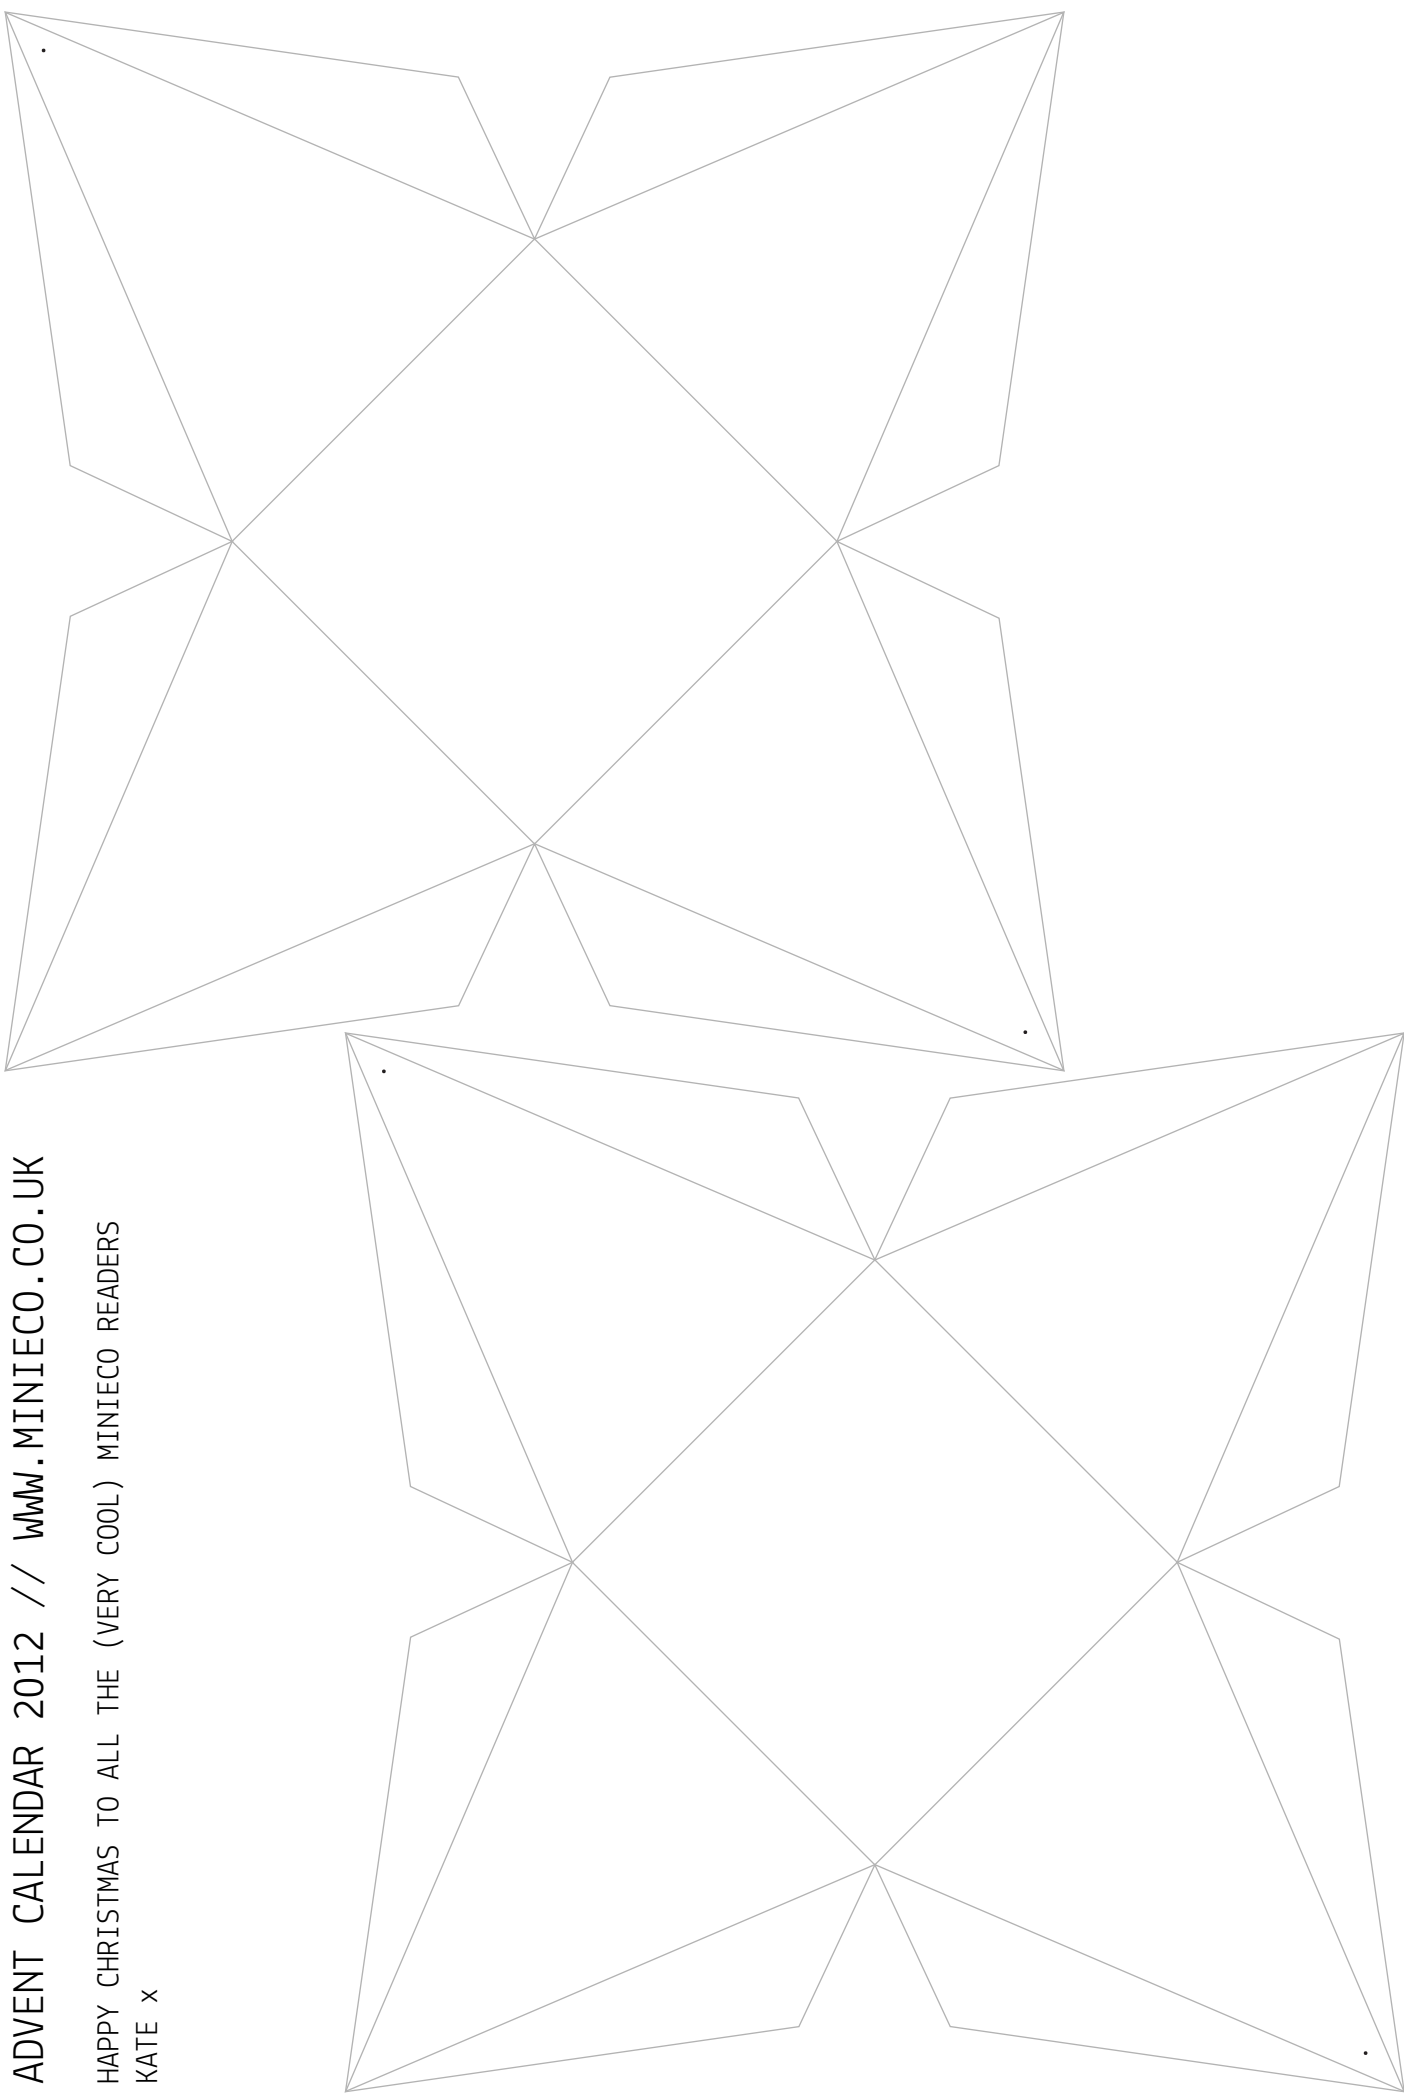 ADVENT CALENDAR 2012 // WWW.MINIECO.CO.UK
HAPPY CHRISTMAS TO ALL THE (VERY COOL) MINIECO READERS
KATE x